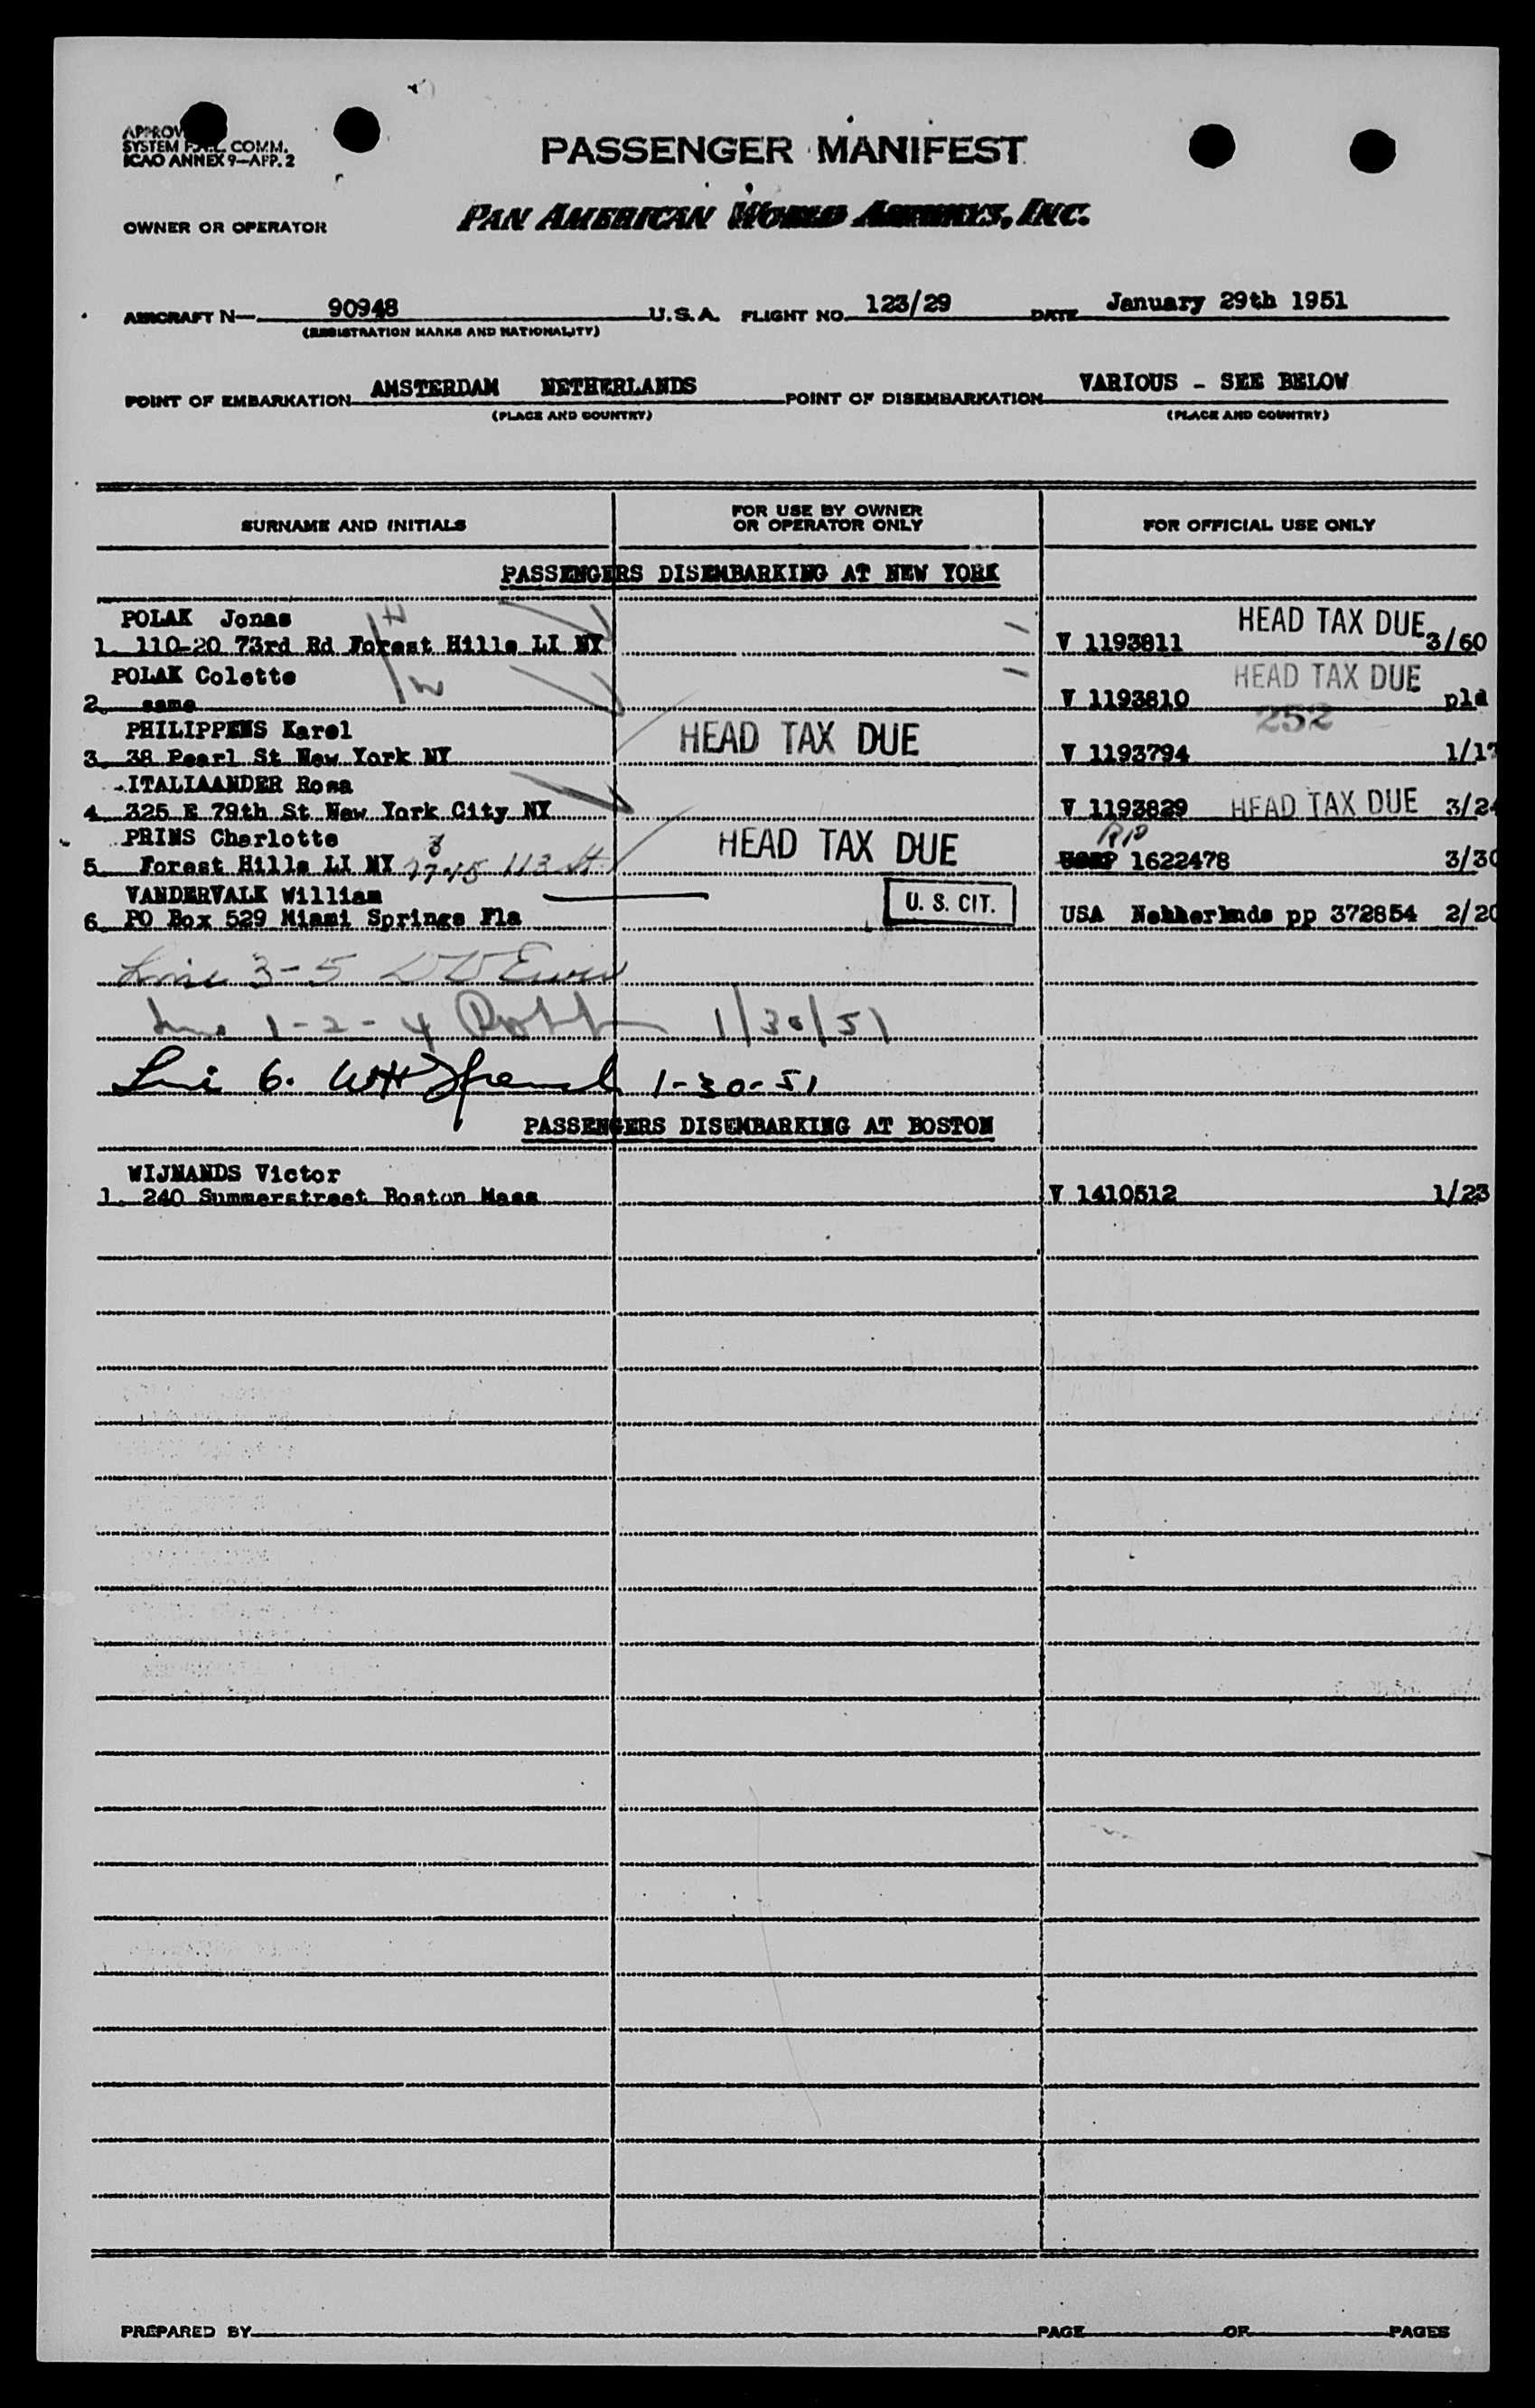 PASSENGER MANIFEST
SYSTEM COMM.
ICAO ANNEX 9—APP. 2
OWNER OR OPERATOR PAN AMERICAN WORLD AIRWAYS, INC.
AIRCRAFT N— 90948 U.S.A. FLIGHT NO. 123/29 DATE January 29th 1951
(REGISTRATION MARKS AND NATIONALITY)
POINT OF EMBARKATION AMSTERDAM NETHERLANDS POINT OF DISEMBARKATION VARIOUS - SEE BELOW
(PLACE AND COUNTRY) (PLACE AND COUNTRY)
SURNAME AND INITIALS FOR USE BY OWNER OR OPERATOR ONLY FOR OFFICIAL USE ONLY
PASSENGERS DISEMBARKING AT NEW YORK
POLAK Jonas HEAD TAX DUE
1. 110-20 73rd Rd Forest Hills LI NY V 1193811 3/60
POLAK Colette HEAD TAX DUE
2. same V 1193810 pld
252
PHILIPPENS Karel HEAD TAX DUE
3. 38 Pearl St New York NY V 1193794 1/17
ITALIAANDER Rosa
4. 325 E 79th St New York City NY V 1193829 HEAD TAX DUE 3/24
PRINS Charlotte HEAD TAX DUE RP
5. Forest Hills LI NY 113 St. 1622478 3/30
VANDERVALK William U. S. CIT.
6. PO Box 529 Miami Springs Fla USA pp 372854 2/20
Line 3-5
Line 1-2-4 1/30/51
Line 6. 1-30-51
PASSENGERS DISEMBARKING AT BOSTON
WIJNANDS Victor
1. 240 Summerstreet Boston Mass V 1410512 1/23
PREPARED BY PAGE OF PAGES